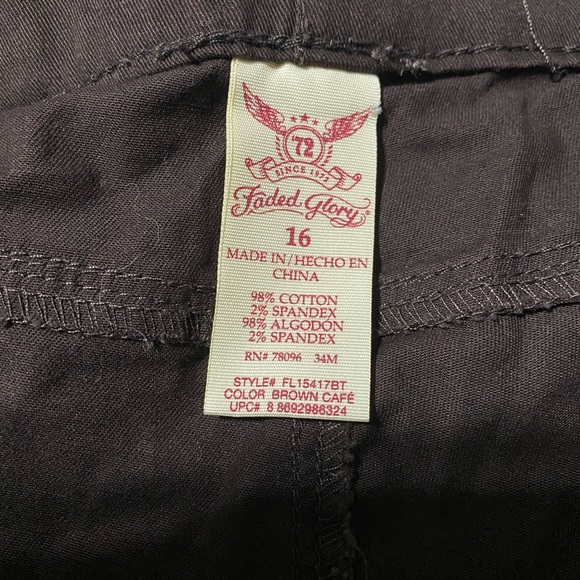 '72
SINCE 1972
Faded Glory®
16
MADE IN/HECHO EN
CHINA
98% COTTON
2% SPANDEX
98% ALGODON
2% SPANDEX
RN# 78096 34M
STYLE# FL15417BT
COLOR BROWN CAFÉ
UPC# 8 8692986324